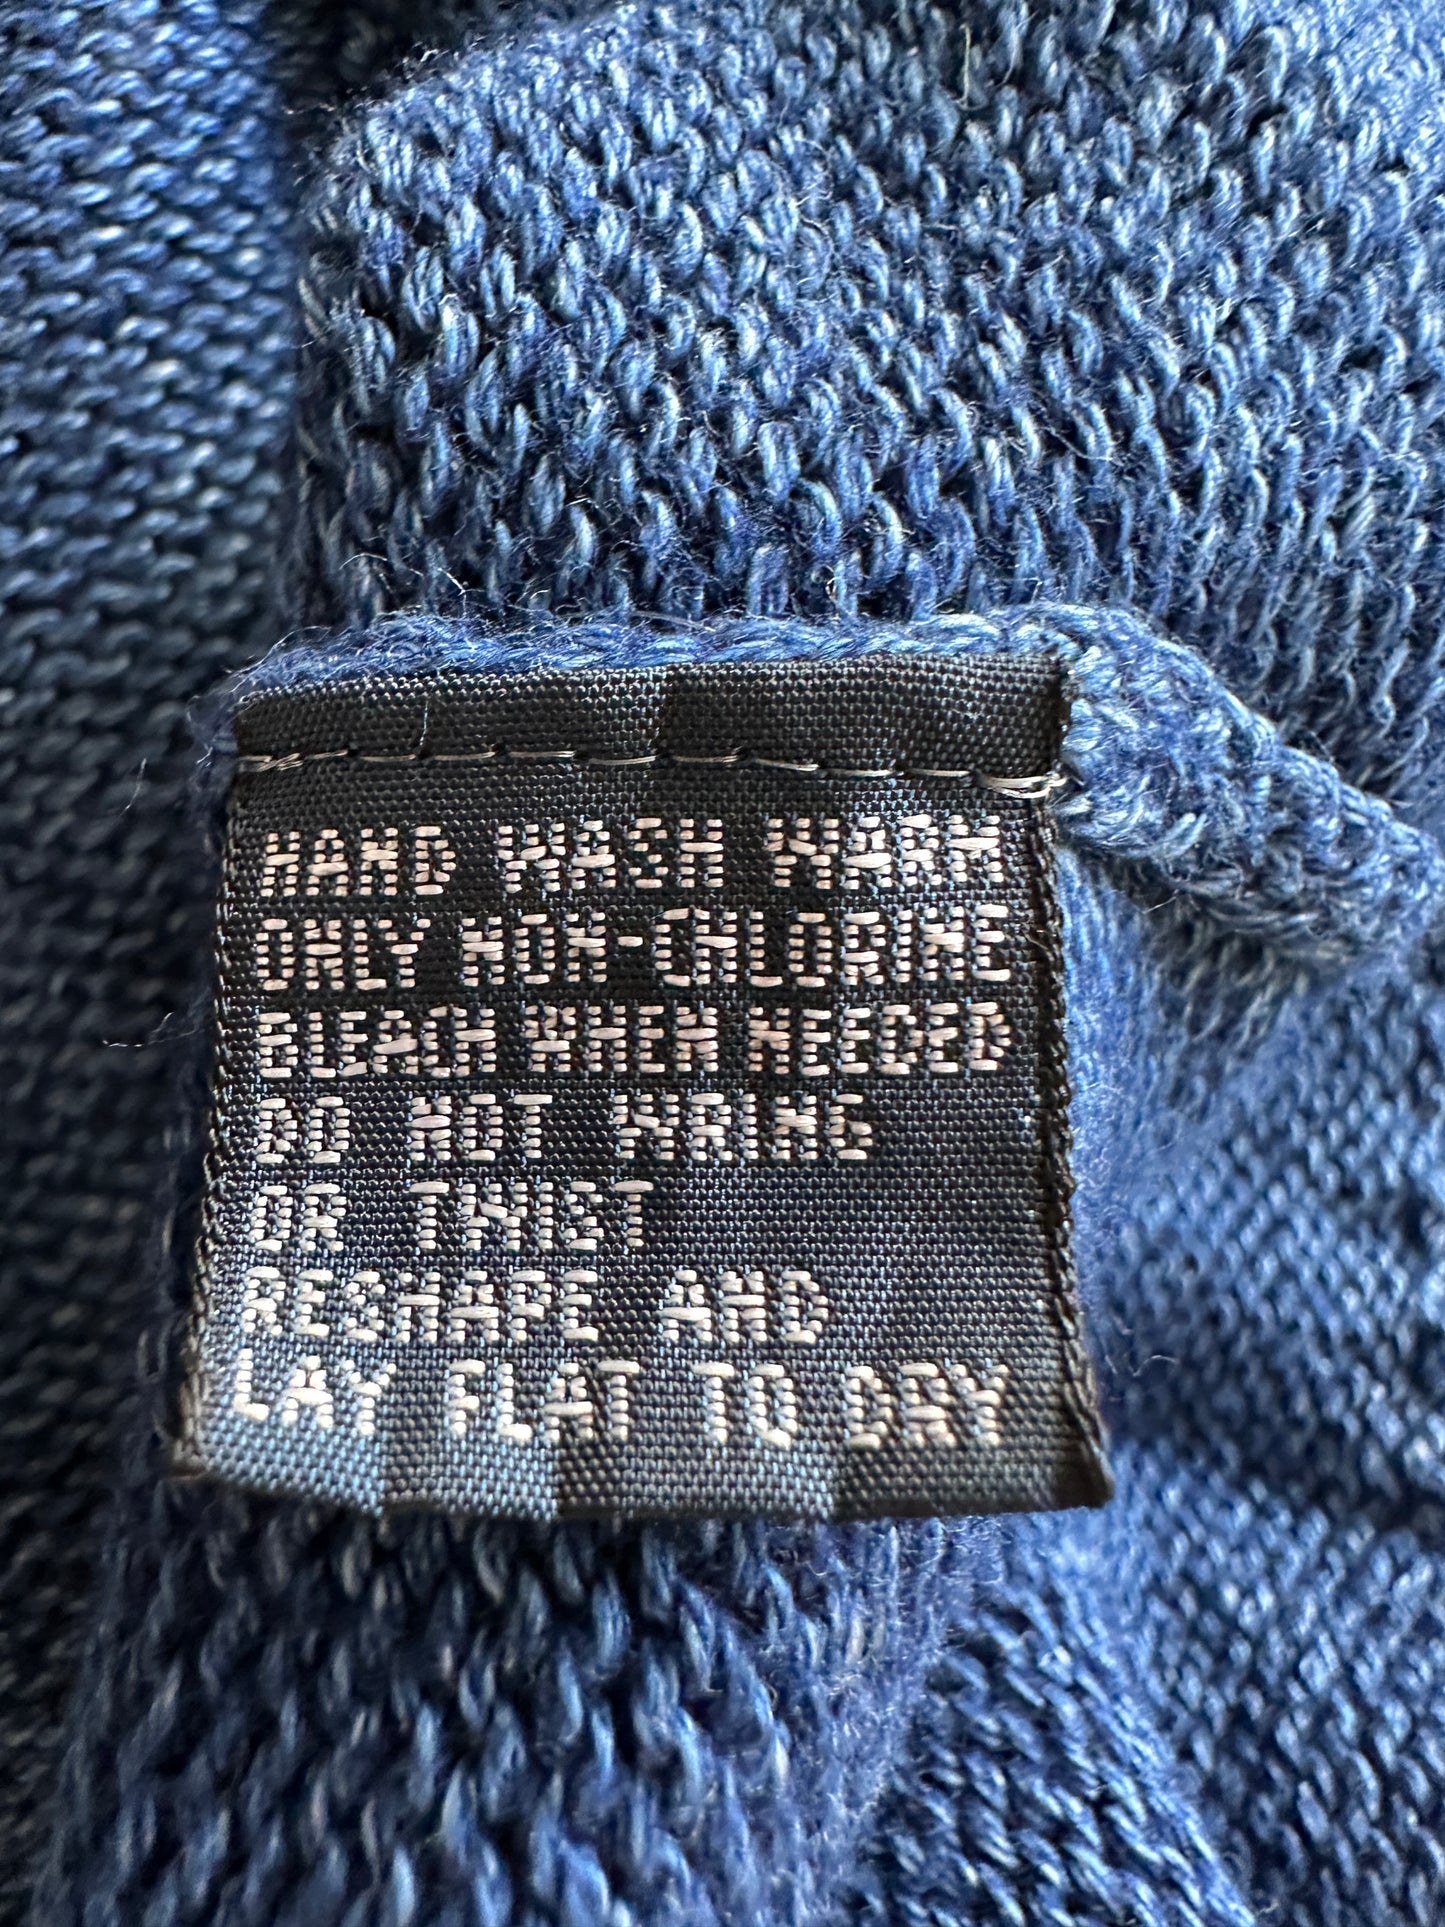 HAND WASH WARM
ONLY NON-CHLORINE
BLEACH WHEN NEEDED
DO NOT WRING
OR TWIST
RESHAPE AND
LAY FLAT TO DRY